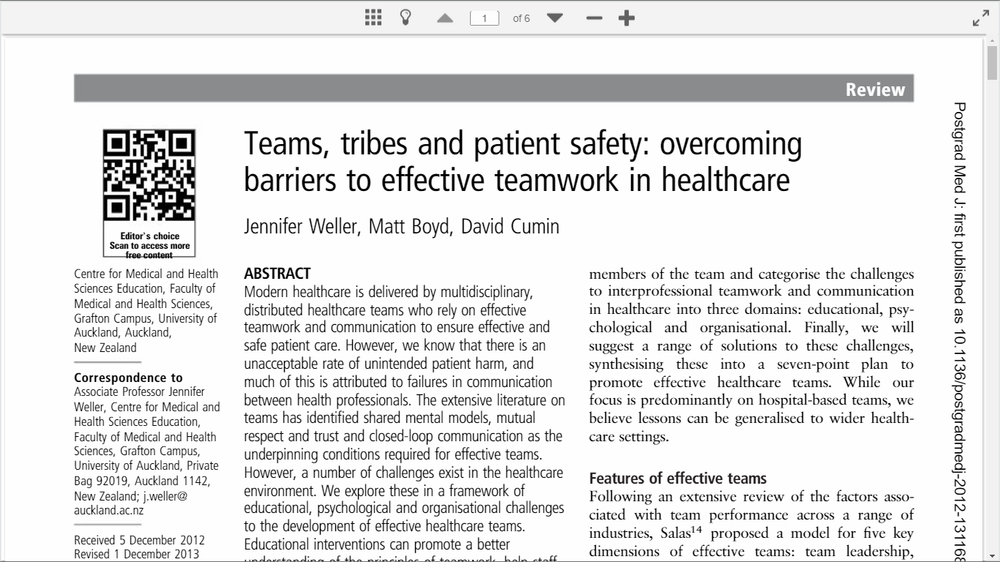 1
of 6
Review
Editor's choice
Scan to access more
free content
Teams, tribes and patient safety: overcoming
barriers to effective teamwork in healthcare
Jennifer Weller, Matt Boyd, David Cumin
Centre for Medical and Health
Sciences Education, Faculty of
Medical and Health Sciences,
Grafton Campus, University of
Auckland, Auckland,
New Zealand
Correspondence to
Associate Professor Jennifer
Weller, Centre for Medical and
Health Sciences Education,
Faculty of Medical and Health
Sciences, Grafton Campus,
University of Auckland, Private
Bag 92019, Auckland 1142,
New Zealand; j.weller@
auckland.ac.nz
Received 5 December 2012
Revised 1 December 2013
ABSTRACT
Modern healthcare is delivered by multidisciplinary,
distributed healthcare teams who rely on effective
teamwork and communication to ensure effective and
safe patient care. However, we know that there is an
unacceptable rate of unintended patient harm, and
much of this is attributed to failures in communication
between health professionals. The extensive literature on
teams has identified shared mental models, mutual
respect and trust and closed-loop communication as the
underpinning conditions required for effective teams.
However, a number of challenges exist in the healthcare
environment. We explore these in a framework of
educational, psychological and organisational challenges
to the development of effective healthcare teams.
Educational interventions can promote a better
understanding of the principles of teamwork, help staff
members of the team and categorise the challenges
to interprofessional teamwork and communication
in healthcare into three domains: educational, psy-
chological and organisational. Finally, we will
suggest a range of solutions to these challenges,
synthesising these into a seven-point plan to
promote effective healthcare teams. While our
focus is predominantly on hospital-based teams, we
believe lessons can be generalised to wider health-
care settings.
Features of effective teams
Following an extensive review of the factors asso-
ciated with team performance across a range of
industries, Salas14 proposed a model for five key
dimensions of effective teams: team leadership,
Postgrad Med J: first published as 10.1136/postgradmedj-2012-131168